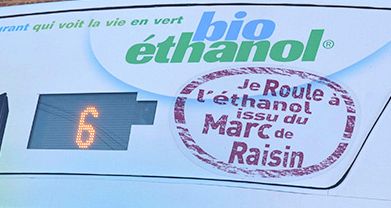 urant qui voit la vie en vert
bio
éthanol®
Je Roule à
l'éthanol
issu du
Marc de
Raisin
6